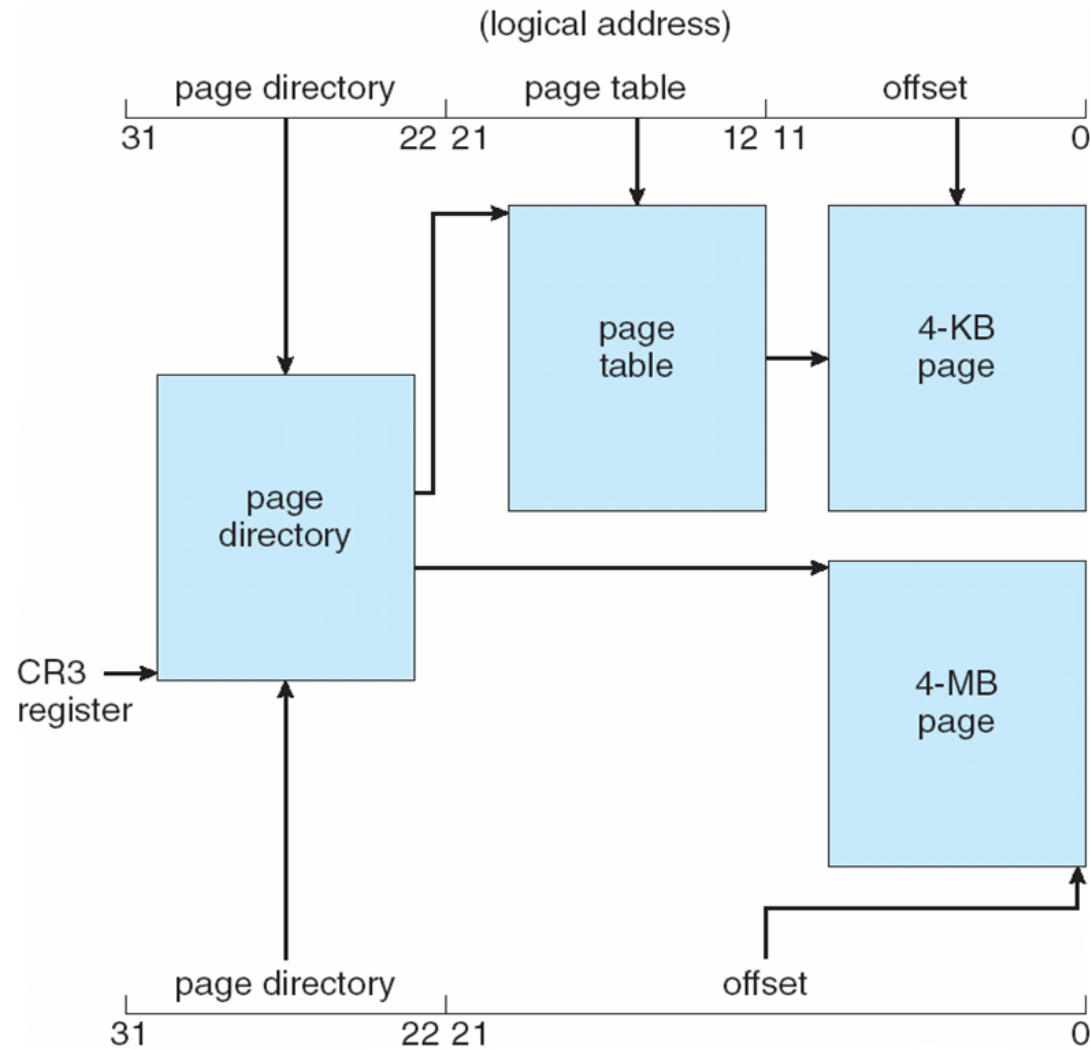 (logical address)
page directory page table offset
31 22 21 12 11 0
page
table
4-KB
page
page
directory
CR3
register
4-MB
page
page directory offset
31 22 21 0